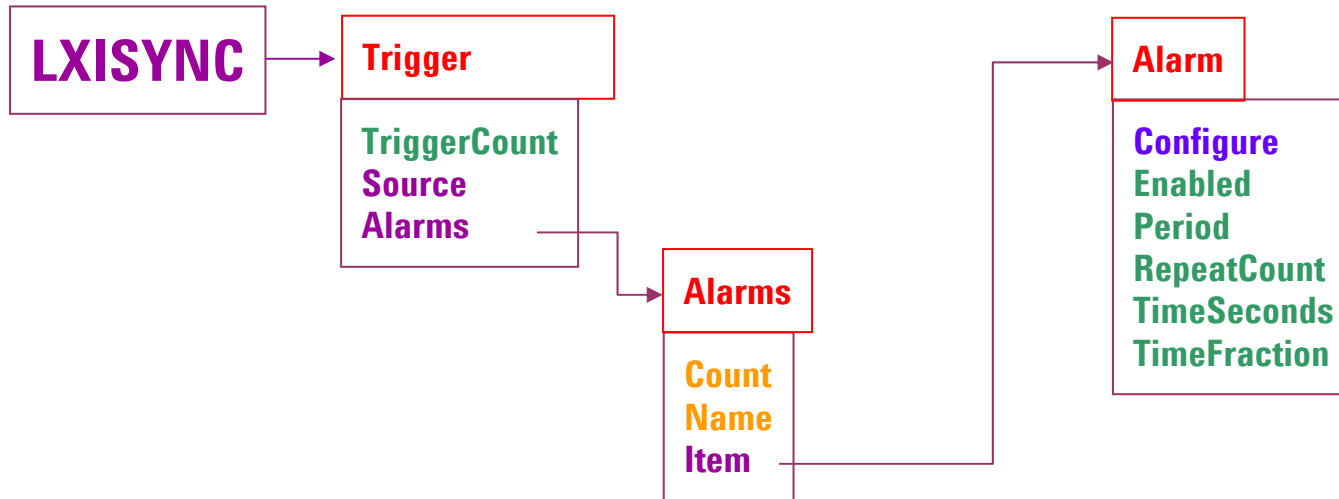 LXISYNC
Trigger
TriggerCount
Source
Alarms
Alarms
Count
Name
Item
Alarm
Configure
Enabled
Period
RepeatCount
TimeSeconds
TimeFraction